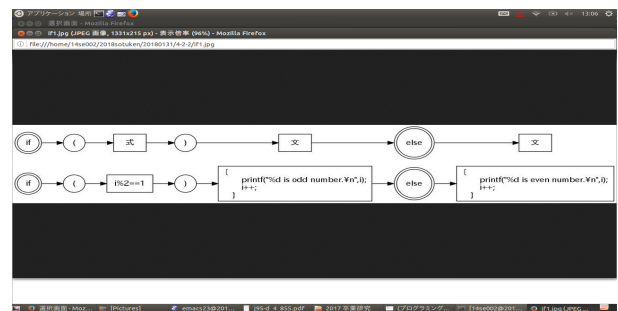 アプリケーション 場所 13:06
選択画面 - Mozilla Firefox
if1.jpg (JPEG 画像, 1331x215 px) - 表示倍率 (96%) - Mozilla Firefox
file:///home/14se002/2018sotuken/20180131/4-2-2/if1.jpg
if ( 式 ) 文 else 文
if ( i%2==1 ) { printf("%d is odd number.¥n",i); i++; } else { printf("%d is even number.¥n",i); i++; }
選択画面 - Moz... [Pictures] emacs23@201... j95-d_4_855.pdf 2017 卒業研究 [プログラミング... [14se002@201... if1.jpg (JPEG ...